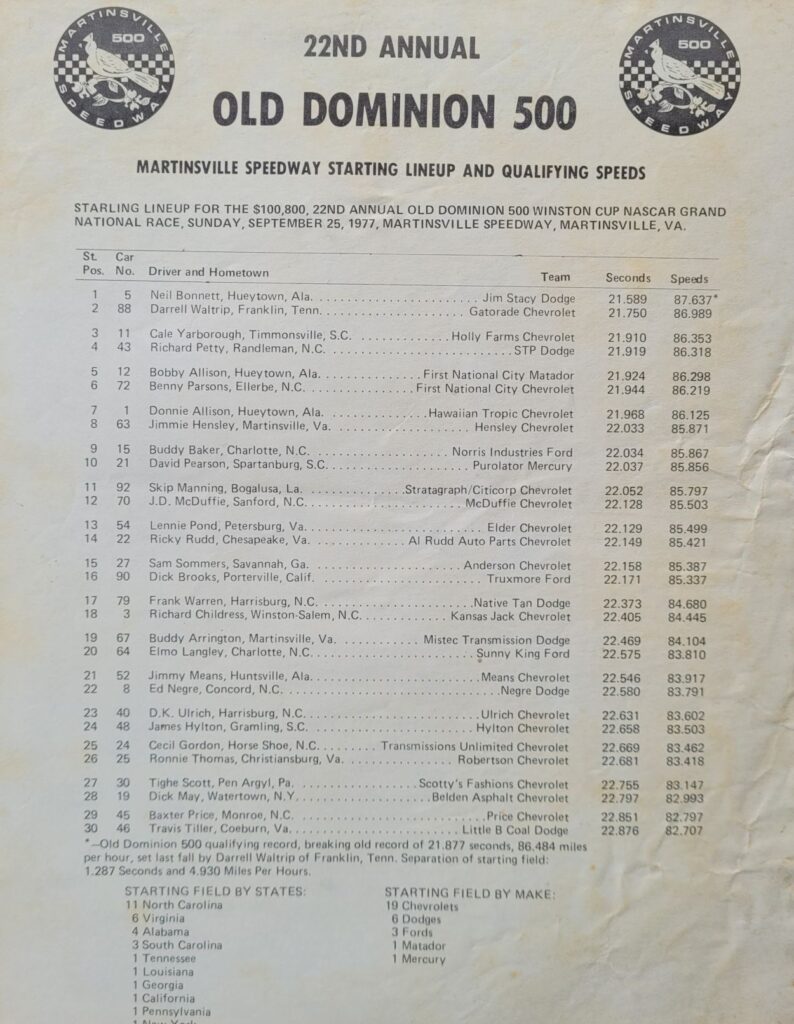 MARTINSVILLE 500 SPEEDWAY
22ND ANNUAL
MARTINSVILLE 500 SPEEDWAY
OLD DOMINION 500
MARTINSVILLE SPEEDWAY STARTING LINEUP AND QUALIFYING SPEEDS
STARLING LINEUP FOR THE $100,800, 22ND ANNUAL OLD DOMINION 500 WINSTON CUP NASCAR GRAND
NATIONAL RACE, SUNDAY, SEPTEMBER 25, 1977, MARTINSVILLE SPEEDWAY, MARTINSVILLE, VA.
St. Car
Pos. No. Driver and Hometown Team Seconds Speeds
1 5 Neil Bonnett, Hueytown, Ala. Jim Stacy Dodge 21.589 87.637*
2 88 Darrell Waltrip, Franklin, Tenn. Gatorade Chevrolet 21.750 86.989
3 11 Cale Yarborough, Timmonsville, S.C. Holly Farms Chevrolet 21.910 86.353
4 43 Richard Petty, Randleman, N.C. STP Dodge 21.919 86.318
5 12 Bobby Allison, Hueytown, Ala. First National City Matador 21.924 86.298
6 72 Benny Parsons, Ellerbe, N.C. First National City Chevrolet 21.944 86.219
7 1 Donnie Allison, Hueytown, Ala. Hawaiian Tropic Chevrolet 21.968 86.125
8 63 Jimmie Hensley, Martinsville, Va. Hensley Chevrolet 22.033 85.871
9 15 Buddy Baker, Charlotte, N.C. Norris Industries Ford 22.034 85.867
10 21 David Pearson, Spartanburg, S.C. Purolator Mercury 22.037 85.856
11 92 Skip Manning, Bogalusa, La. Stratagraph/Citicorp Chevrolet 22.052 85.797
12 70 J.D. McDuffie, Sanford, N.C. McDuffie Chevrolet 22.128 85.503
13 54 Lennie Pond, Petersburg, Va. Elder Chevrolet 22.129 85.499
14 22 Ricky Rudd, Chesapeake, Va. Al Rudd Auto Parts Chevrolet 22.149 85.421
15 27 Sam Sommers, Savannah, Ga. Anderson Chevrolet 22.158 85.387
16 90 Dick Brooks, Porterville, Calif. Truxmore Ford 22.171 85.337
17 79 Frank Warren, Harrisburg, N.C. Native Tan Dodge 22.373 84.680
18 3 Richard Childress, Winston-Salem, N.C. Kansas Jack Chevrolet 22.405 84.445
19 67 Buddy Arrington, Martinsville, Va. Mistec Transmission Dodge 22.469 84.104
20 64 Elmo Langley, Charlotte, N.C. Sunny King Ford 22.575 83.810
21 52 Jimmy Means, Huntsville, Ala. Means Chevrolet 22.546 83.917
22 8 Ed Negre, Concord, N.C. Negre Dodge 22.580 83.791
23 40 D.K. Ulrich, Harrisburg, N.C. Ulrich Chevrolet 22.631 83.602
24 48 James Hylton, Gramling, S.C. Hylton Chevrolet 22.658 83.503
25 24 Cecil Gordon, Horse Shoe, N.C. Transmissions Unlimited Chevrolet 22.669 83.462
26 25 Ronnie Thomas, Christiansburg, Va. Robertson Chevrolet 22.681 83.418
27 30 Tighe Scott, Pen Argyl, Pa. Scotty's Fashions Chevrolet 22.755 83.147
28 19 Dick May, Watertown, N.Y. Belden Asphalt Chevrolet 22.797 82.993
29 45 Baxter Price, Monroe, N.C. Price Chevrolet 22.851 82.797
30 46 Travis Tiller, Coeburn, Va. Little B Coal Dodge 22.876 82.707
*—Old Dominion 500 qualifying record, breaking old record of 21.877 seconds, 86.484 miles
per hour, set last fall by Darrell Waltrip of Franklin, Tenn. Separation of starting field:
1.287 Seconds and 4.930 Miles Per Hours.
STARTING FIELD BY STATES: STARTING FIELD BY MAKE:
11 North Carolina 19 Chevrolets
6 Virginia 6 Dodges
4 Alabama 3 Fords
3 South Carolina 1 Matador
1 Tennessee 1 Mercury
1 Louisiana
1 Georgia
1 California
1 Pennsylvania
1 New York